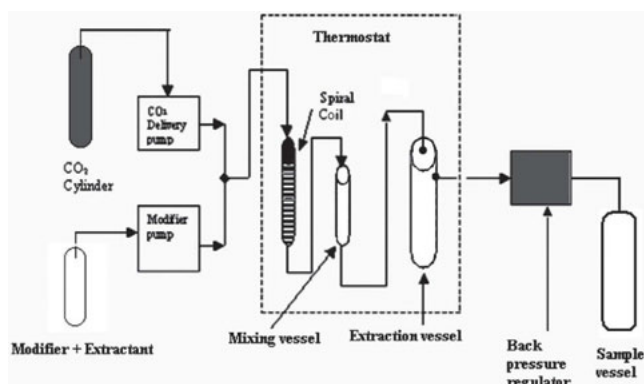 Thermostat
CO₂
Delivery
pump
Spiral
Coil
CO₂
Cylinder
Modifier
pump
Mixing vessel
Extraction vessel
Modifier + Extractant
Back
pressure
regulator
Sample
vessel